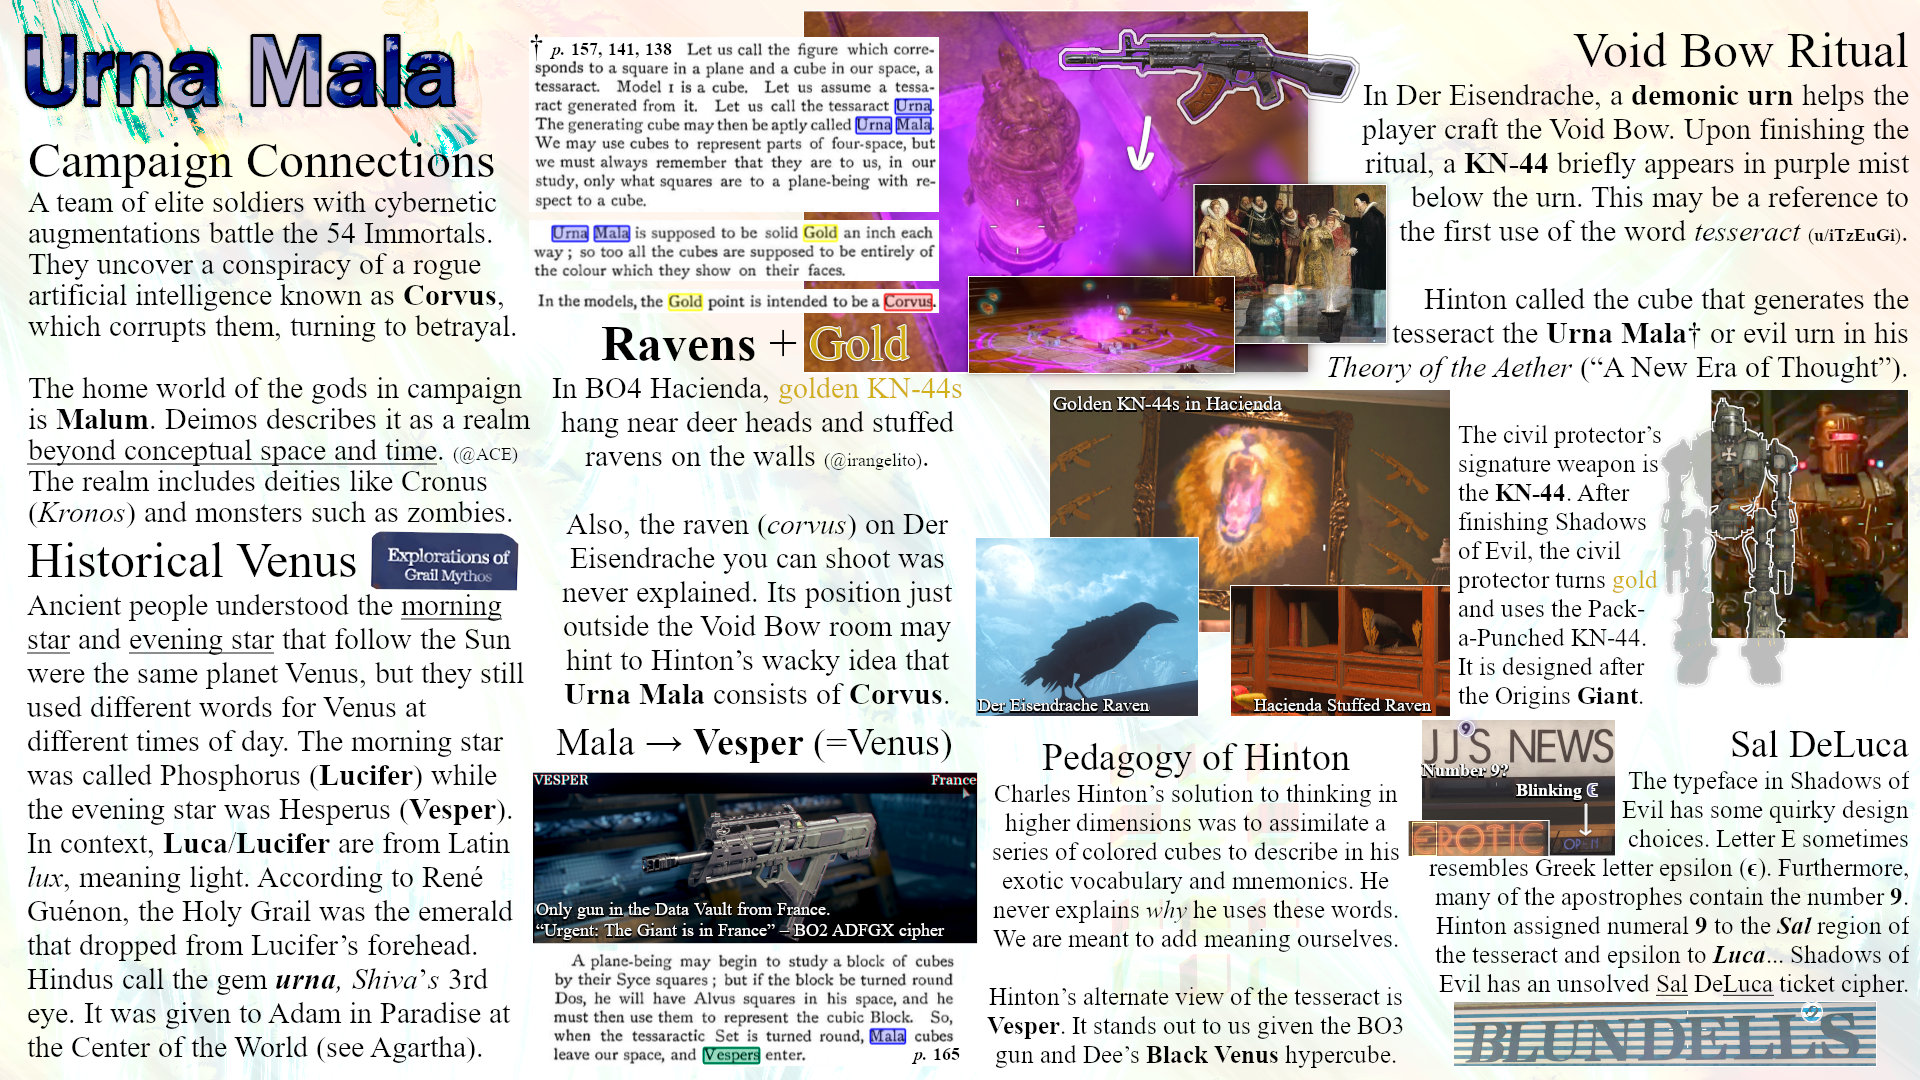 Urna Mala
Campaign Connections
A team of elite soldiers with cybernetic
augmentations battle the 54 Immortals.
They uncover a conspiracy of a rogue
artificial intelligence known as Corvus,
which corrupts them, turning to betrayal.
The home world of the gods in campaign
is Malum. Deimos describes it as a realm
beyond conceptual space and time. (@ACE)
The realm includes deities like Cronus
(Kronos) and monsters such as zombies.
Historical Venus
Explorations of
Grail Mythos
Ancient people understood the morning
star and evening star that follow the Sun
were the same planet Venus, but they still
used different words for Venus at
different times of day. The morning star
was called Phosphorus (Lucifer) while
the evening star was Hesperus (Vesper).
In context, Luca/Lucifer are from Latin
lux, meaning light. According to René
Guénon, the Holy Grail was the emerald
that dropped from Lucifer’s forehead.
Hindus call the gem urna, Shiva’s 3rd
eye. It was given to Adam in Paradise at
the Center of the World (see Agartha).
† p. 157, 141, 138 Let us call the figure which corre-
sponds to a square in a plane and a cube in our space, a
tessaract. Model 1 is a cube. Let us assume a tessa-
ract generated from it. Let us call the tessaract Urna.
The generating cube may then be aptly called Urna Mala.
We may use cubes to represent parts of four-space, but
we must always remember that they are to us, in our
study, only what squares are to a plane-being with re-
spect to a cube.
Urna Mala is supposed to be solid Gold an inch each
way; so too all the cubes are supposed to be entirely of
the colour which they show on their faces.
In the models, the Gold point is intended to be a Corvus.
Ravens + Gold
In BO4 Hacienda, golden KN-44s
hang near deer heads and stuffed
ravens on the walls (@irangelito).
Also, the raven (corvus) on Der
Eisendrache you can shoot was
never explained. Its position just
outside the Void Bow room may
hint to Hinton’s wacky idea that
Urna Mala consists of Corvus.
Mala → Vesper (=Venus)
VESPER
France
Only gun in the Data Vault from France.
“Urgent: The Giant is in France” – BO2 ADFGX cipher
A plane-being may begin to study a block of cubes
by their Syce squares; but if the block be turned round
Dos, he will have Alvus squares in his space, and he
must then use them to represent the cubic Block. So,
when the tessaractic Set is turned round, Mala cubes
leave our space, and Vespers enter. p. 165
Void Bow Ritual
In Der Eisendrache, a demonic urn helps the
player craft the Void Bow. Upon finishing the
ritual, a KN-44 briefly appears in purple mist
below the urn. This may be a reference to
the first use of the word tesseract (u/iTzEuGi).
Hinton called the cube that generates the
tesseract the Urna Mala† or evil urn in his
Theory of the Aether (“A New Era of Thought”).
Golden KN-44s in Hacienda
Der Eisendrache Raven
Hacienda Stuffed Raven
The civil protector’s
signature weapon is
the KN-44. After
finishing Shadows
of Evil, the civil
protector turns gold
and uses the Pack-
a-Punched KN-44.
It is designed after
the Origins Giant.
Pedagogy of Hinton
Charles Hinton’s solution to thinking in
higher dimensions was to assimilate a
series of colored cubes to describe in his
exotic vocabulary and mnemonics. He
never explains why he uses these words.
We are meant to add meaning ourselves.
Hinton’s alternate view of the tesseract is
Vesper. It stands out to us given the BO3
gun and Dee’s Black Venus hypercube.
9
JJ'S NEWS
Number 9?
Blinking ϵ
EROTIC
Sal DeLuca
The typeface in Shadows of
Evil has some quirky design
choices. Letter E sometimes
resembles Greek letter epsilon (ϵ). Furthermore,
many of the apostrophes contain the number 9.
Hinton assigned numeral 9 to the Sal region of
the tesseract and epsilon to Luca... Shadows of
Evil has an unsolved Sal DeLuca ticket cipher.
BLUNDELL'S